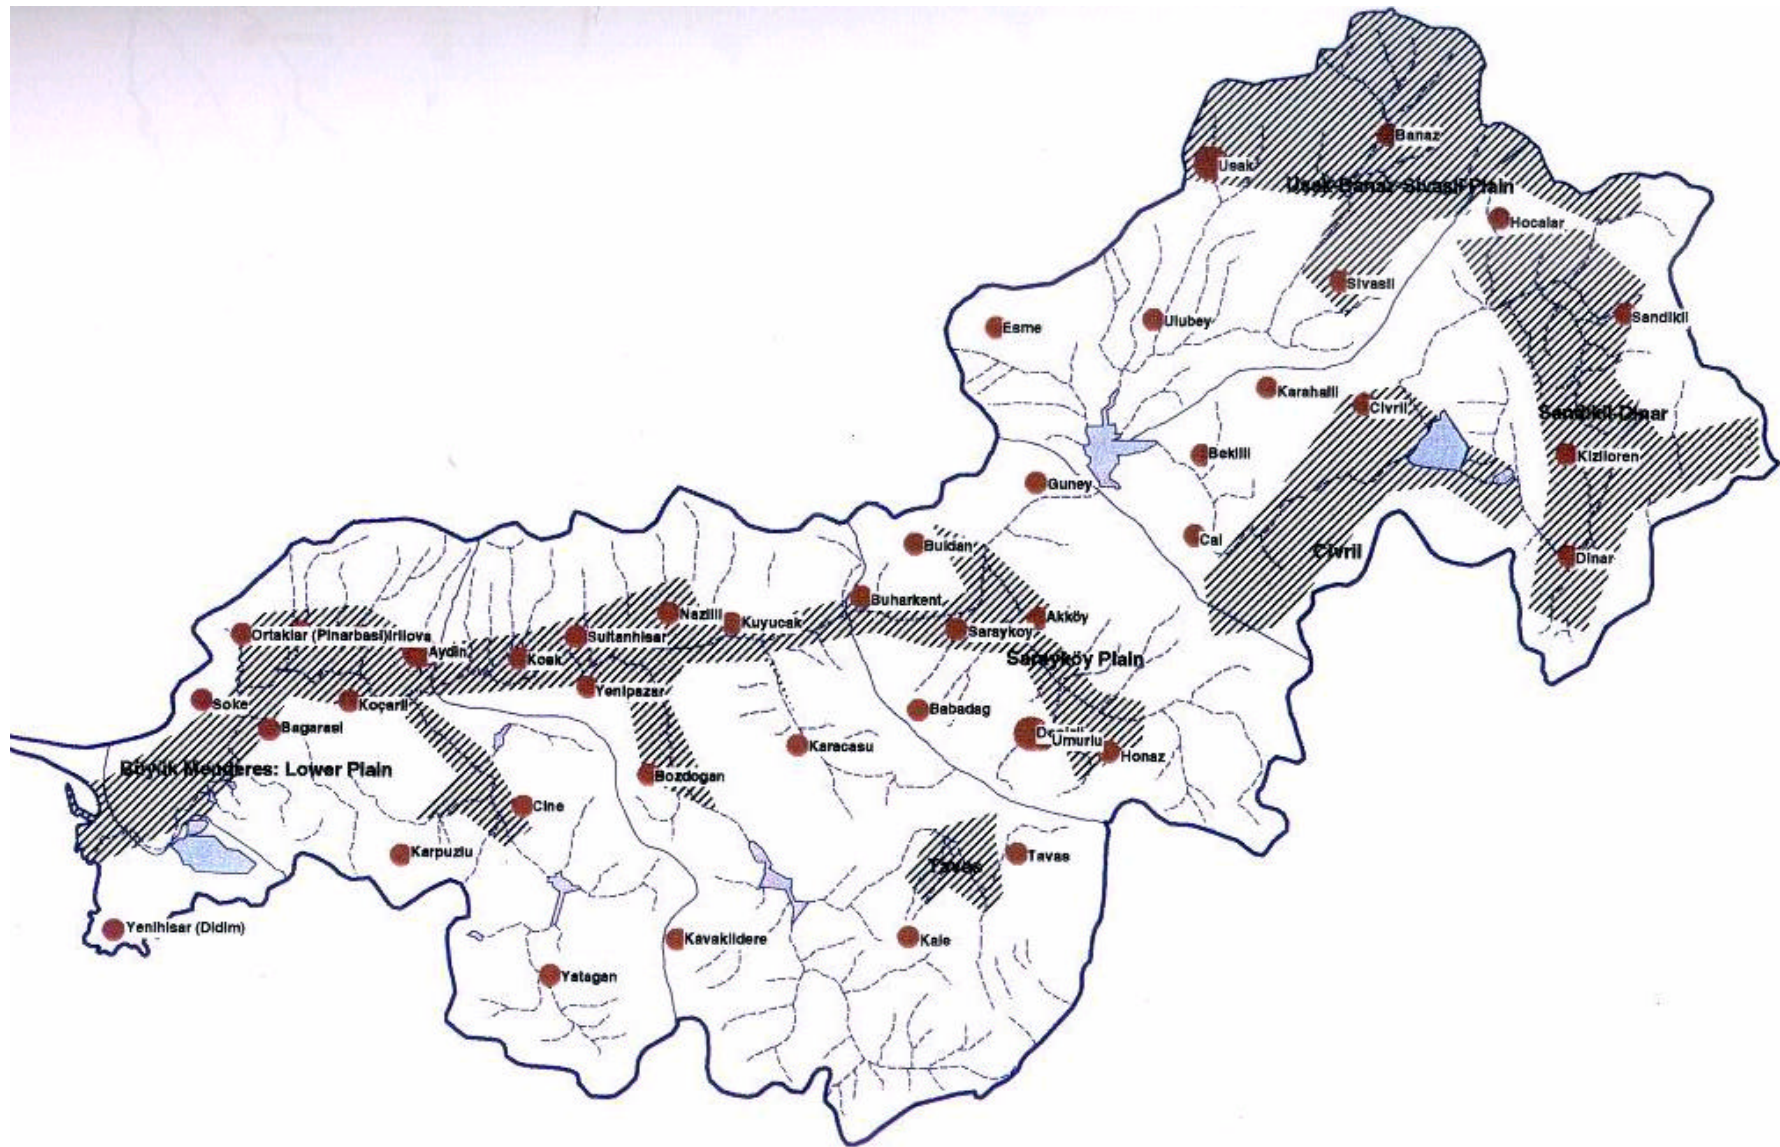 Banaz
Usak
Usak-Banaz-Sivasli Plain
Hocalar
Sivasli
Sandikli
Esme
Ulubey
Karahalli
Civril
Sandikli-Dinar
Bekilli
Kiziloren
Guney
Cal
Civril
Dinar
Buldan
Buharkent
Nazilli
Kuyucak
Akköy
Ortaklar (Pinarbasi)
Sultanhisar
Saraykoy
Aydin
Kosk
Sarayköy Plain
Yenipazar
Soke
Koçarli
Babadag
Bagarasi
Umurlu
Karacasu
Honaz
Büyük Menderes: Lower Plain
Bozdogan
Cine
Karpuzlu
Tavas
Tavas
Yenihisar (Didim)
Kavaklidere
Kale
Yatagan